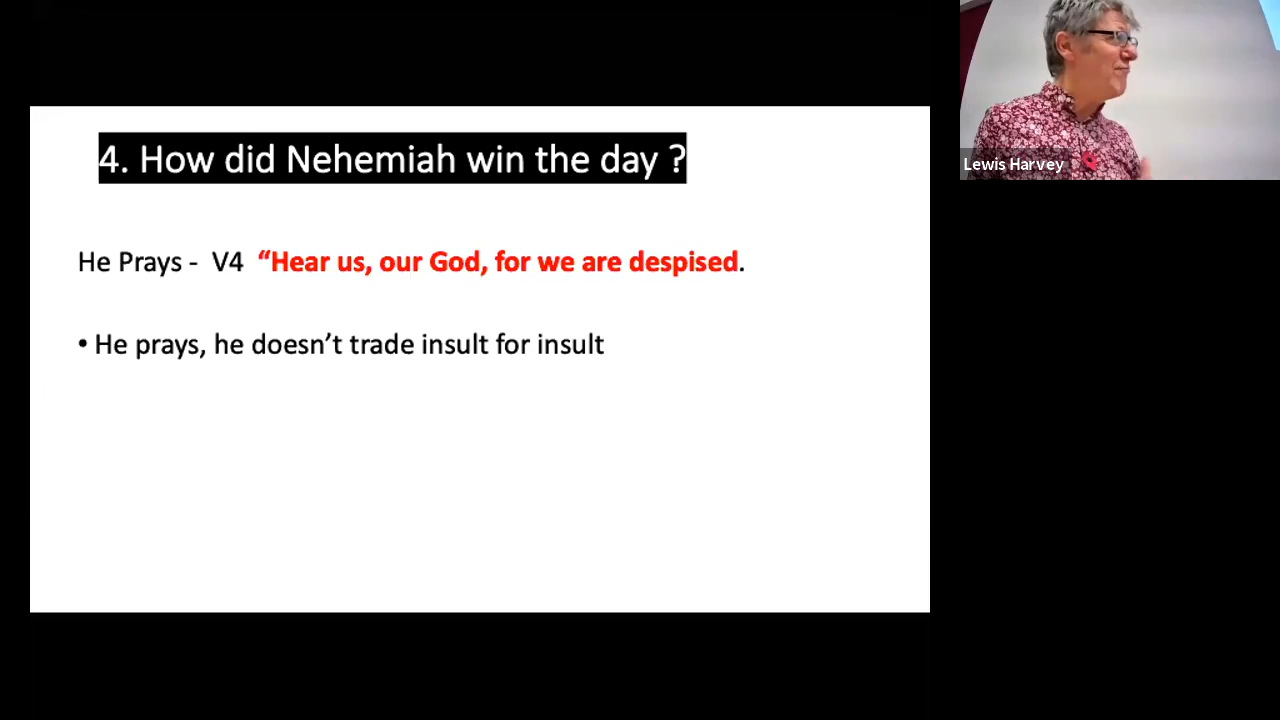 4. How did Nehemiah win the day ?
He Prays - V4 “Hear us, our God, for we are despised.
• He prays, he doesn’t trade insult for insult
Lewis Harvey